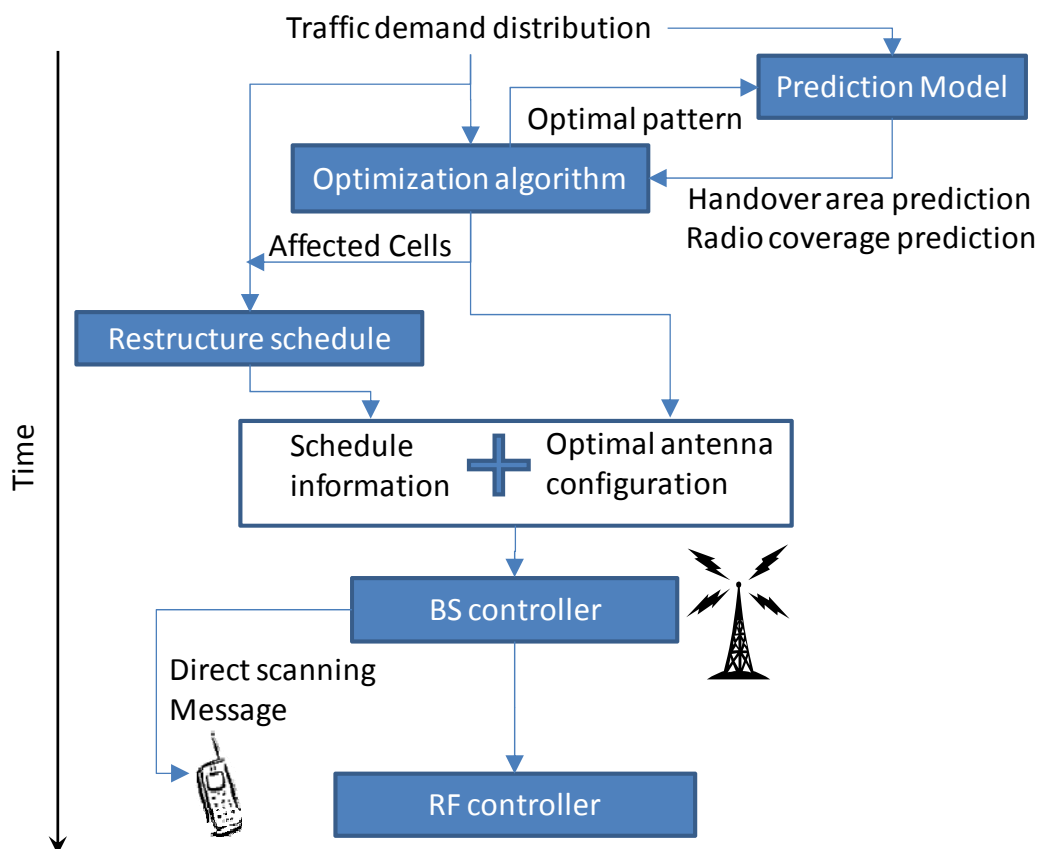 Traffic demand distribution
Prediction Model
Optimal pattern
Optimization algorithm
Handover area prediction
Radio coverage prediction
Affected Cells
Restructure schedule
Time
Schedule
information
Optimal antenna
configuration
BS controller
Direct scanning
Message
RF controller